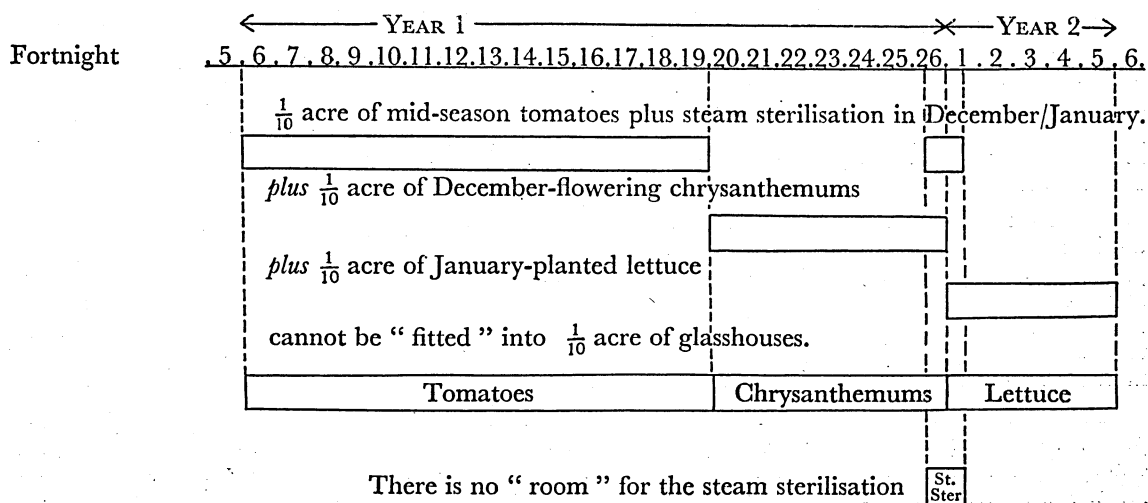 YEAR 1 YEAR 2
Fortnight .5.6.7.8.9.10.11.12.13.14.15.16.17.18.19.20.21.22.23.24.25.26.1.2.3.4.5.6.
1/10 acre of mid-season tomatoes plus steam sterilisation in December/January.
plus 1/10 acre of December-flowering chrysanthemums
plus 1/10 acre of January-planted lettuce
cannot be “ fitted ” into 1/10 acre of glasshouses.
Tomatoes Chrysanthemums Lettuce
There is no “ room ” for the steam sterilisation St. Ster